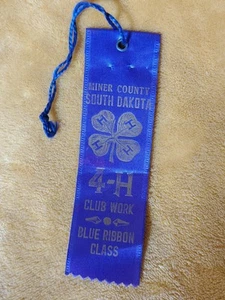 MINER COUNTY
SOUTH DAKOTA
H H
H H
4-H
CLUB WORK
BLUE RIBBON
CLASS